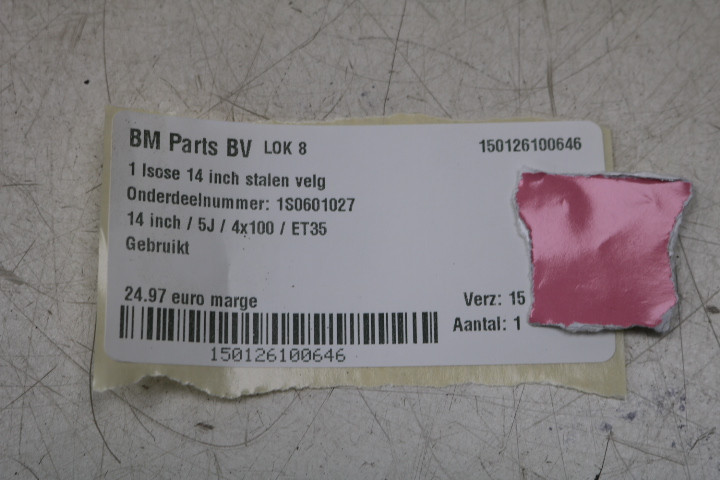 BM Parts BV LOK 8 150126100646
1 losse 14 inch stalen velg
Onderdeelnummer: 1S0601027
14 inch / 5J / 4x100 / ET35
Gebruikt
24.97 euro marge Verz: 15
Aantal: 1
150126100646